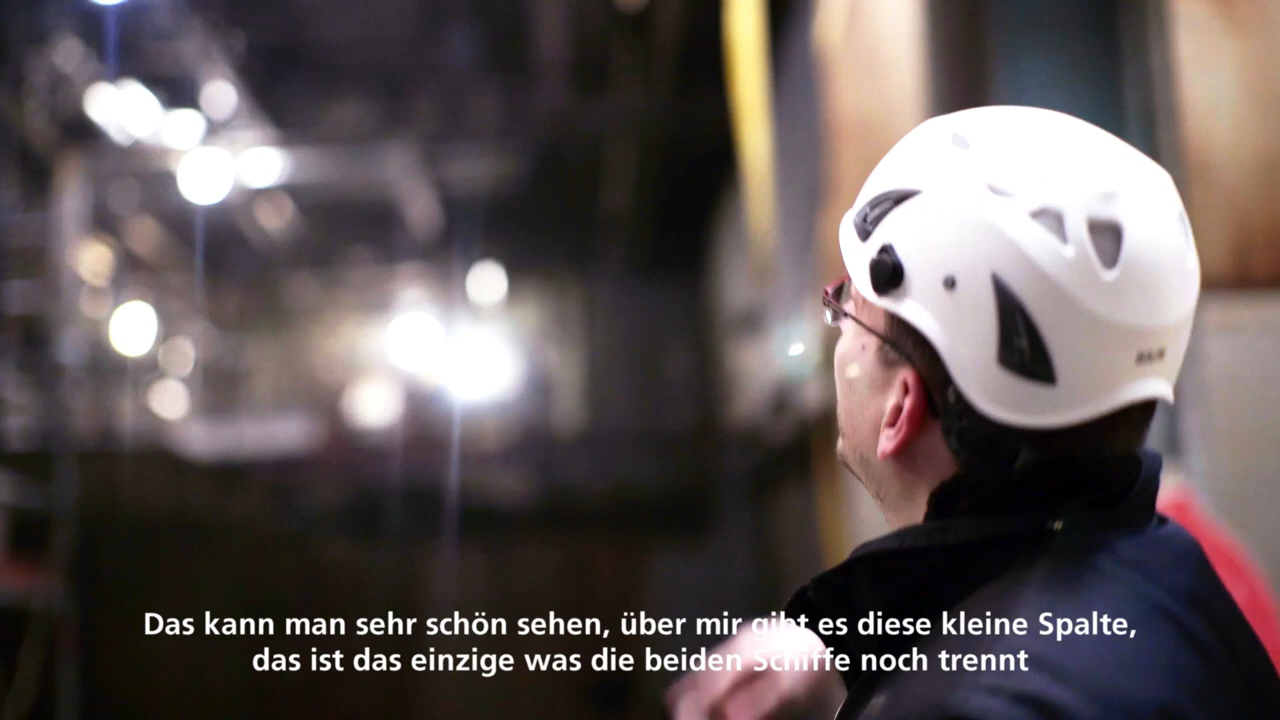 Das kann man sehr schön sehen, über mir gibt es diese kleine Spalte,
das ist das einzige was die beiden Schiffe noch trennt